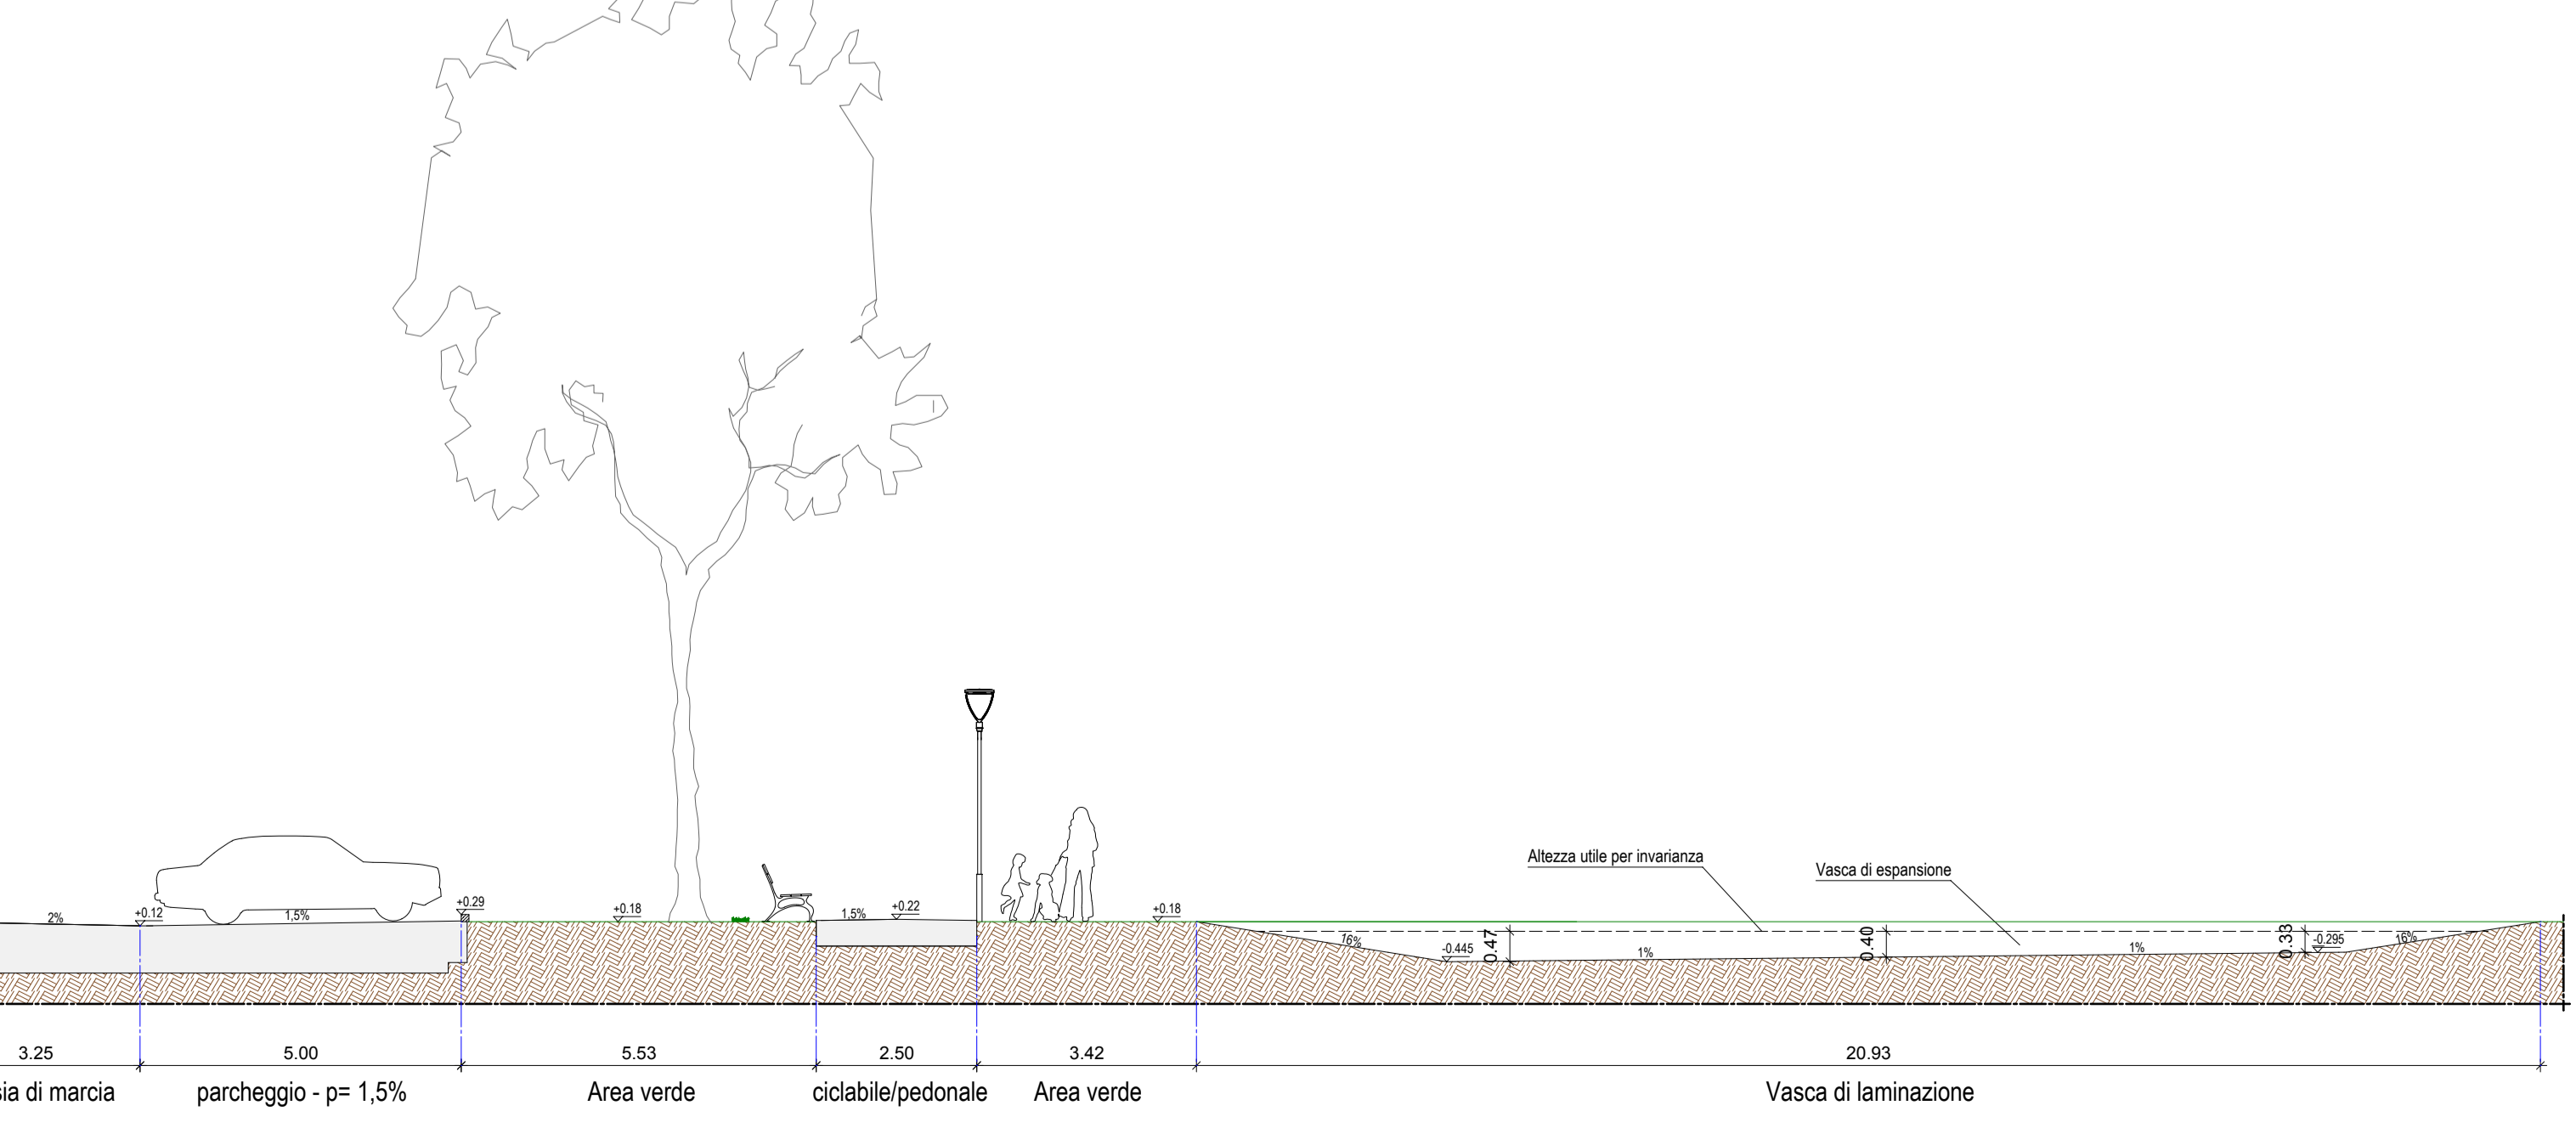 Altezza utile per invarianza
Vasca di espansione
2%
+0.12
1,5%
+0.29
+0.18
1,5%
+0.22
+0.18
16%
-0.445
0.47
1%
0.40
1%
0.33
-0.295
16%
3.25
5.00
5.53
2.50
3.42
20.93
sia di marcia
parcheggio - p= 1,5%
Area verde
ciclabile/pedonale
Area verde
Vasca di laminazione